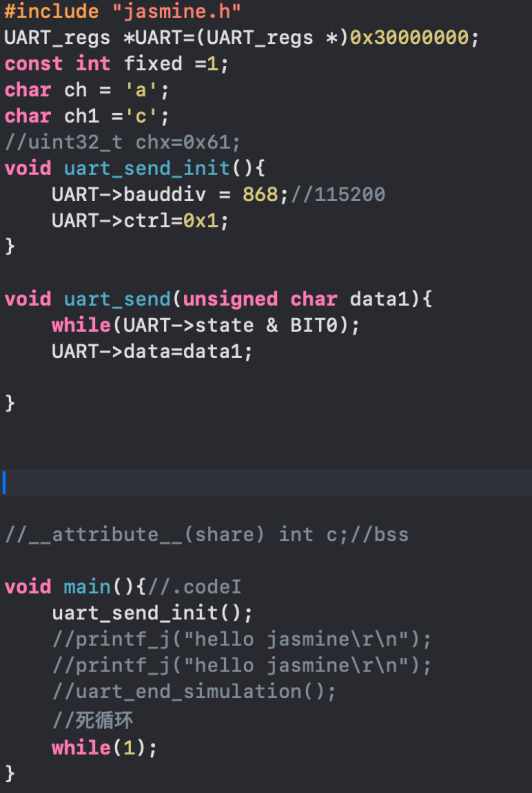 #include "jasmine.h"
UART_regs *UART=(UART_regs *)0x30000000;
const int fixed =1;
char ch = 'a';
char ch1 ='c';
//uint32_t chx=0x61;
void uart_send_init(){
    UART->bauddiv = 868;//115200
    UART->ctrl=0x1;
}
void uart_send(unsigned char data1){
    while(UART->state & BIT0);
    UART->data=data1;
}
//__attribute__(share) int c;//bss
void main(){//.codeI
    uart_send_init();
    //printf_j("hello jasmine\r\n");
    //printf_j("hello jasmine\r\n");
    //uart_end_simulation();
    //死循环
    while(1);
}